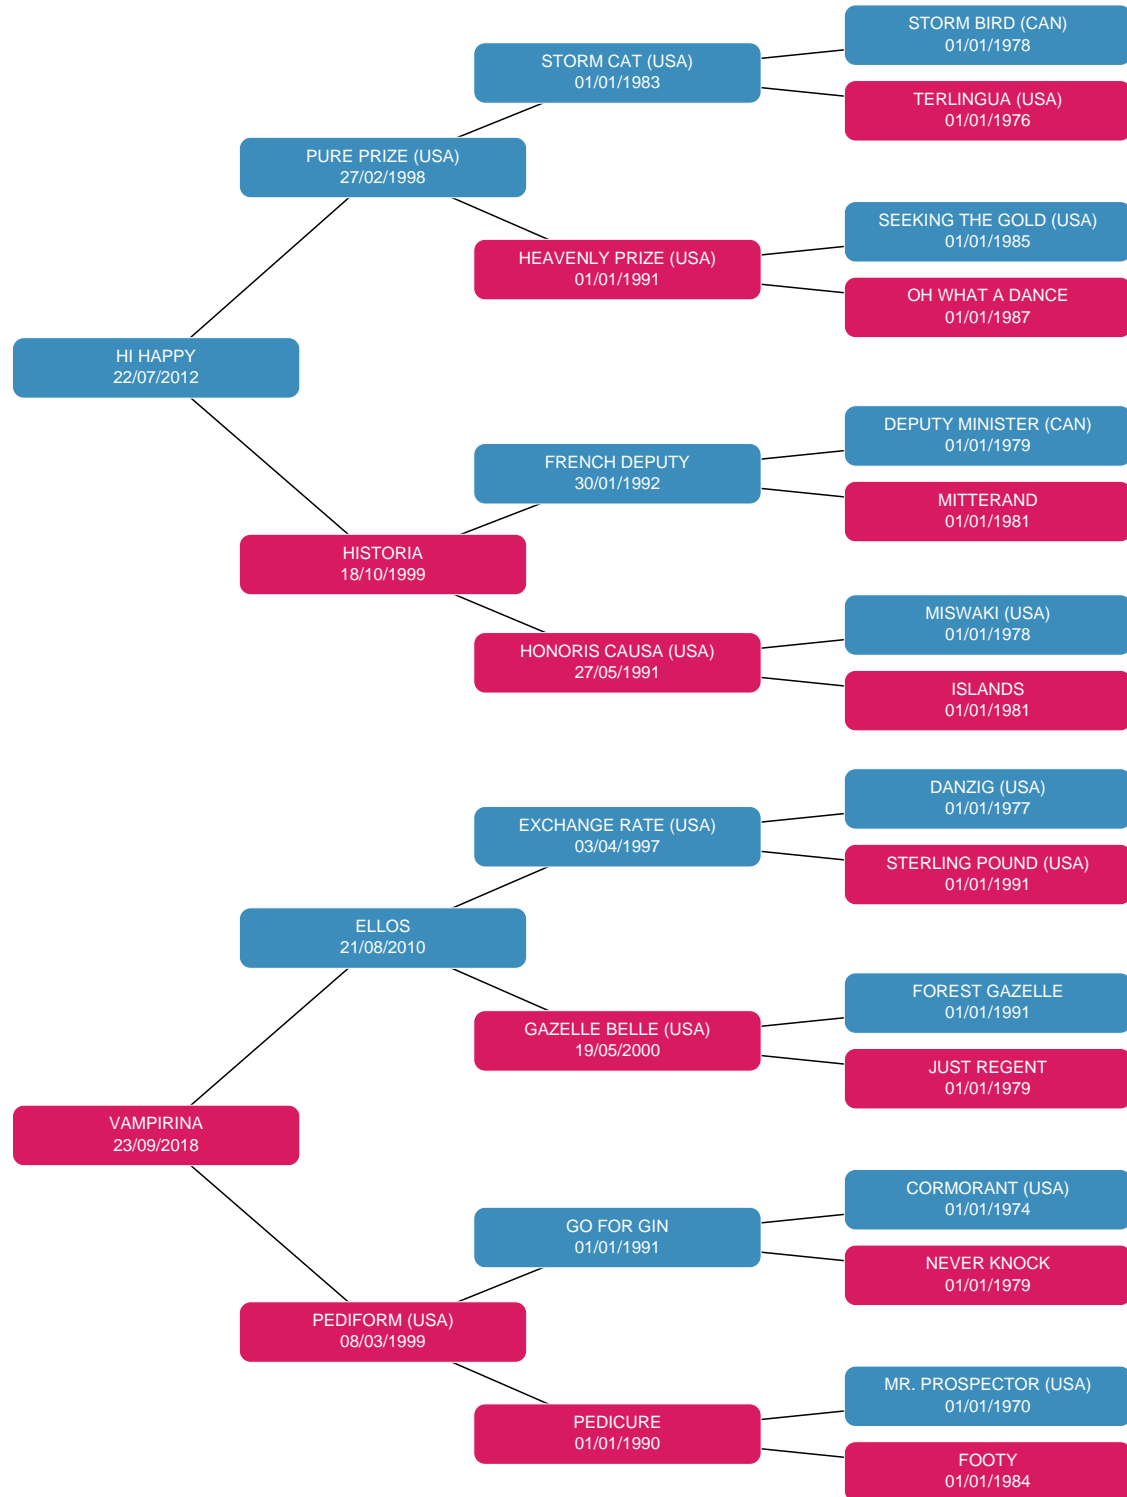 STORM BIRD (CAN)
01/01/1978
STORM CAT (USA)
01/01/1983
TERLINGUA (USA)
01/01/1976
PURE PRIZE (USA)
27/02/1998
SEEKING THE GOLD (USA)
01/01/1985
HEAVENLY PRIZE (USA)
01/01/1991
OH WHAT A DANCE
01/01/1987
HI HAPPY
22/07/2012
DEPUTY MINISTER (CAN)
01/01/1979
FRENCH DEPUTY
30/01/1992
MITTERAND
01/01/1981
HISTORIA
18/10/1999
MISWAKI (USA)
01/01/1978
HONORIS CAUSA (USA)
27/05/1991
ISLANDS
01/01/1981
DANZIG (USA)
01/01/1977
EXCHANGE RATE (USA)
03/04/1997
STERLING POUND (USA)
01/01/1991
ELLOS
21/08/2010
FOREST GAZELLE
01/01/1991
GAZELLE BELLE (USA)
19/05/2000
JUST REGENT
01/01/1979
VAMPIRINA
23/09/2018
CORMORANT (USA)
01/01/1974
GO FOR GIN
01/01/1991
NEVER KNOCK
01/01/1979
PEDIFORM (USA)
08/03/1999
MR. PROSPECTOR (USA)
01/01/1970
PEDICURE
01/01/1990
FOOTY
01/01/1984